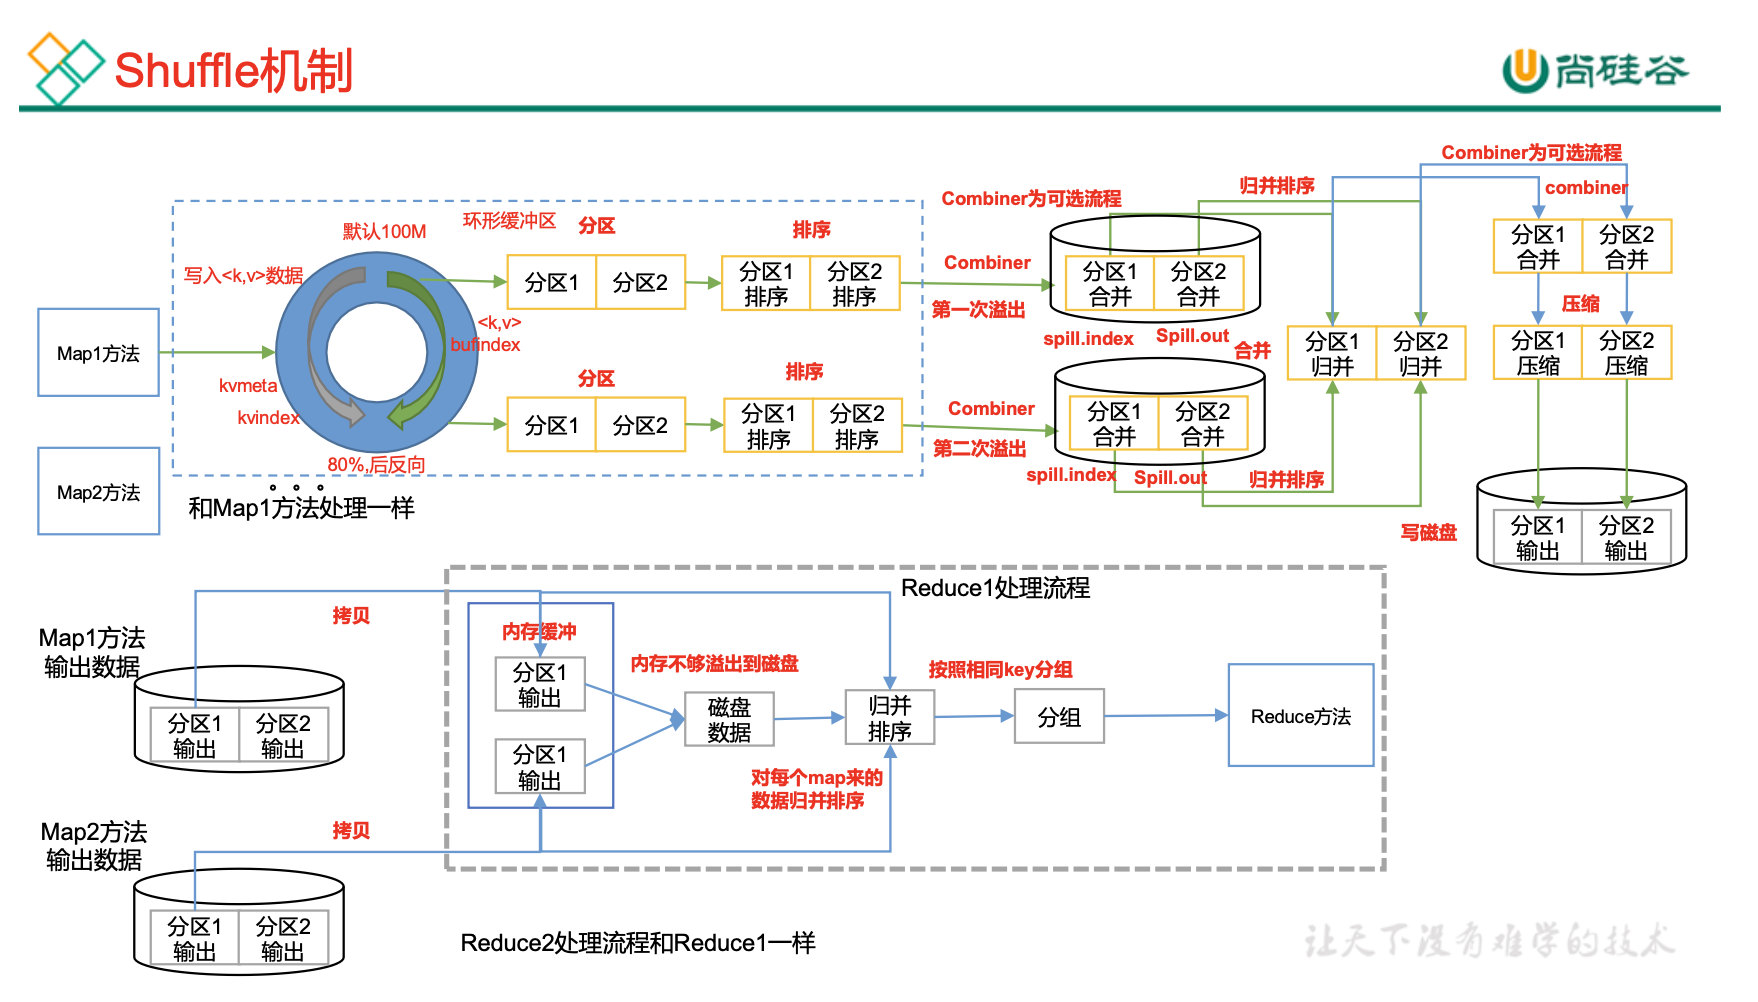 Shuffle机制
尚硅谷
Combiner为可选流程
combiner
归并排序
Combiner为可选流程
默认100M
环形缓冲区
分区
排序
写入<k,v>数据
分区1
分区2
分区1
排序
分区2
排序
Combiner
第一次溢出
分区1
合并
分区2
合并
spill.index
Spill.out
合并
分区1
合并
分区2
合并
压缩
Map1方法
<k,v>
bufindex
kvmeta
kvindex
80%,后反向
分区
排序
分区1
分区2
分区1
排序
分区2
排序
Combiner
第二次溢出
分区1
合并
分区2
合并
spill.index
Spill.out
归并排序
分区1
归并
分区2
归并
分区1
压缩
分区2
压缩
写磁盘
分区1
输出
分区2
输出
Map2方法
。。。
和Map1方法处理一样
Reduce1处理流程
Map1方法
输出数据
拷贝
分区1
输出
分区2
输出
内存缓冲
分区1
输出
分区1
输出
内存不够溢出到磁盘
磁盘
数据
归并
排序
对每个map来的
数据归并排序
按照相同key分组
分组
Reduce方法
Map2方法
输出数据
拷贝
分区1
输出
分区2
输出
Reduce2处理流程和Reduce1一样
让天下没有难学的技术